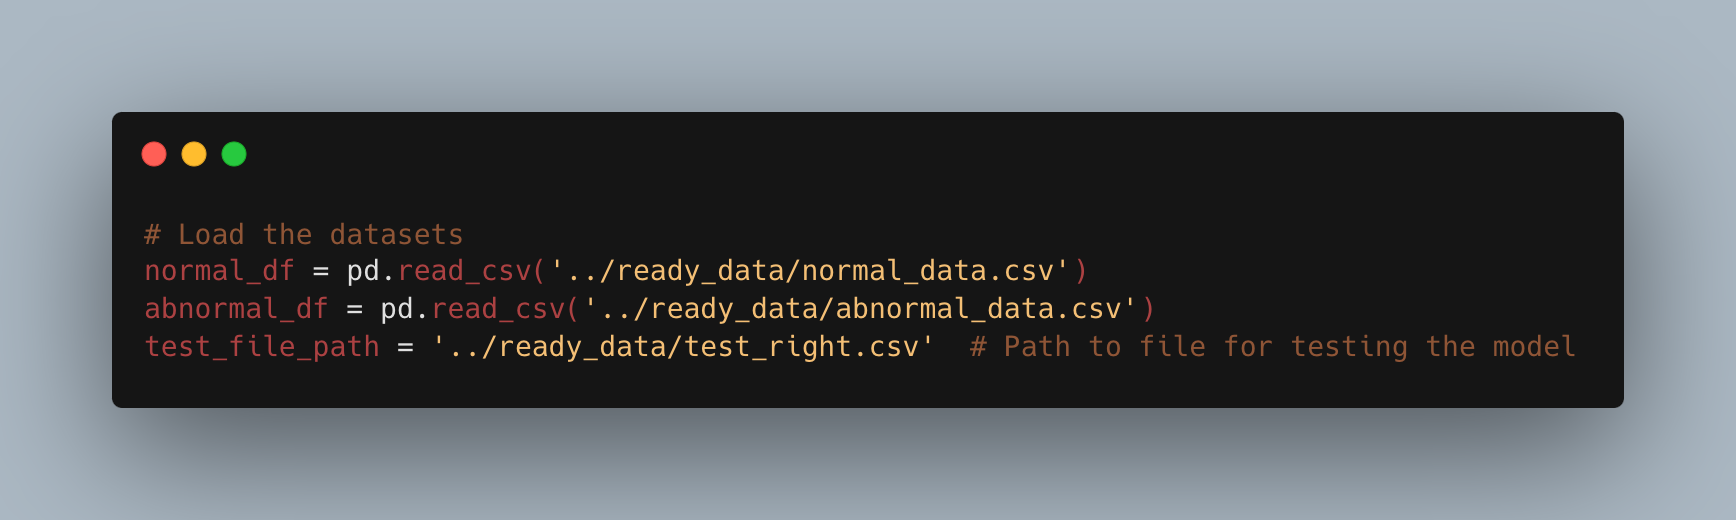 # Load the datasets
normal_df = pd.read_csv('../ready_data/normal_data.csv')
abnormal_df = pd.read_csv('../ready_data/abnormal_data.csv')
test_file_path = '../ready_data/test_right.csv'  # Path to file for testing the model